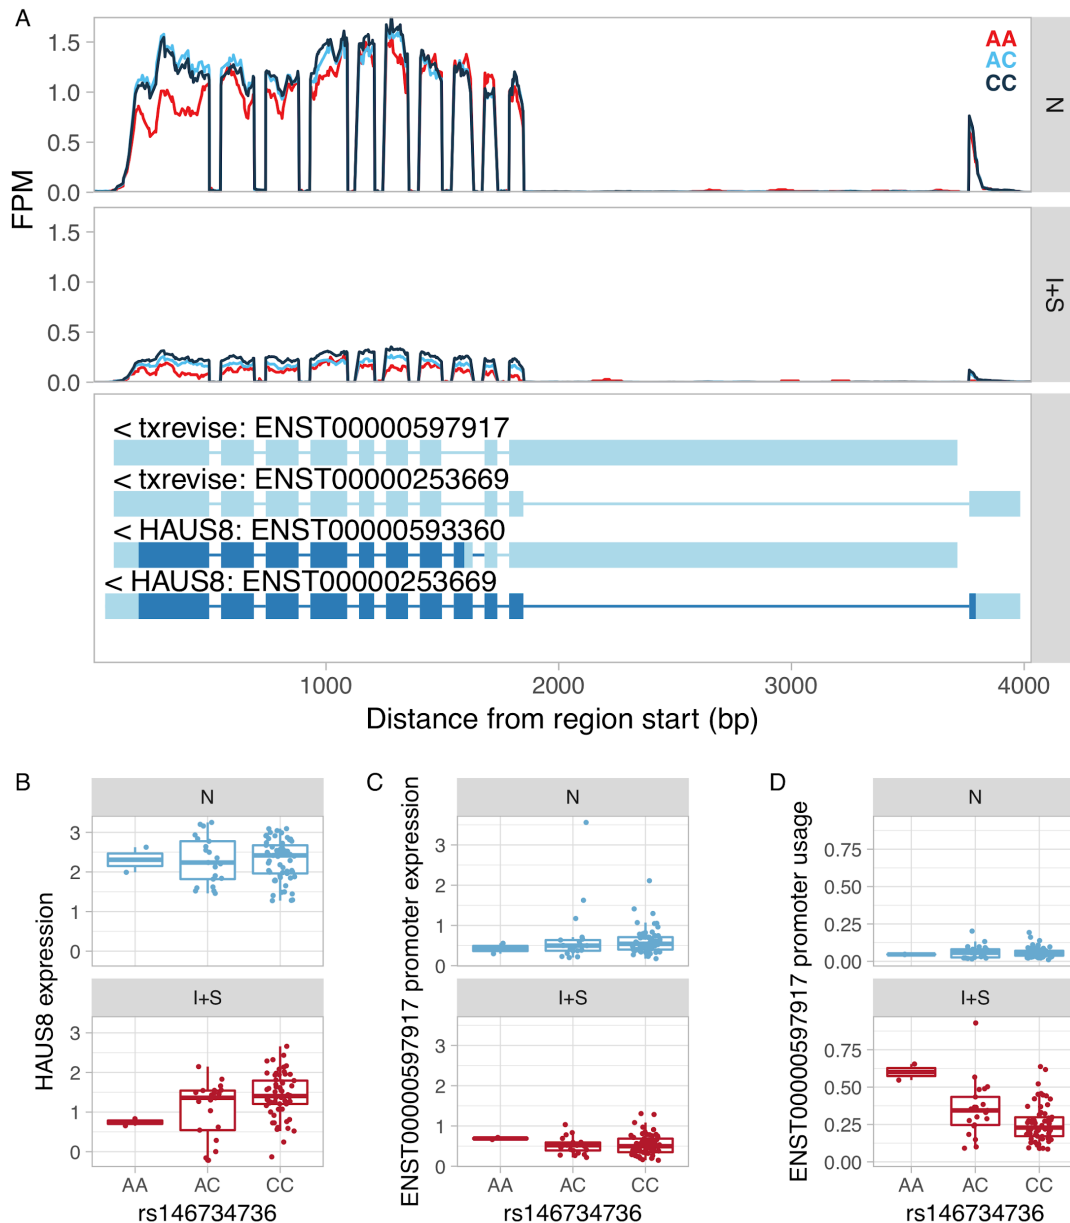 A
1.5
1.0
0.5
0.0
AA
AC
CC
N
FPM
1.5
1.0
0.5
0.0
I+S
< txrevise: ENST00000597917
< txrevise: ENST00000253669
< HAUS8: ENST00000593360
< HAUS8: ENST00000253669
1000 2000 3000 4000
Distance from region start (bp)
B
HAUS8 expression
N
3
2
1
0
I+S
3
2
1
0
AA AC CC
rs146734736
C
ENST00000597917 promoter expression
N
3
2
1
0
I+S
3
2
1
0
AA AC CC
rs146734736
D
ENST00000597917 promoter usage
N
0.75
0.50
0.25
0.00
I+S
0.75
0.50
0.25
0.00
AA AC CC
rs146734736